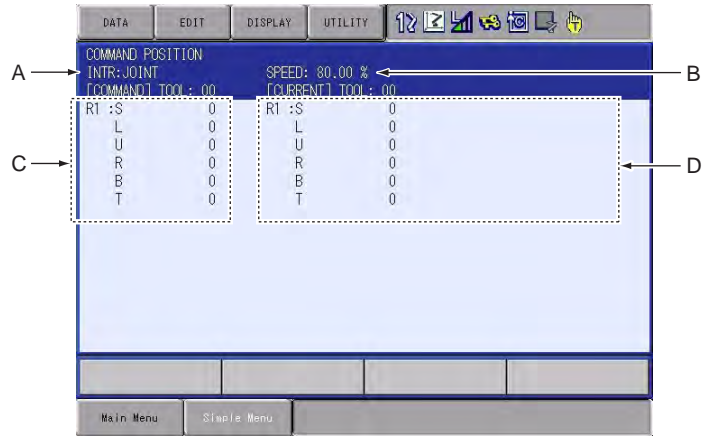 DATA EDIT DISPLAY UTILITY
COMMAND POSITION
A INTR:JOINT SPEED: 80.00 % B
[COMMAND] TOOL: 00 [CURRENT] TOOL: 00
R1 :S 0 R1 :S 0
L 0 L 0
U 0 U 0
C R 0 R 0 D
B 0 B 0
T 0 T 0
Main Menu Simple Menu